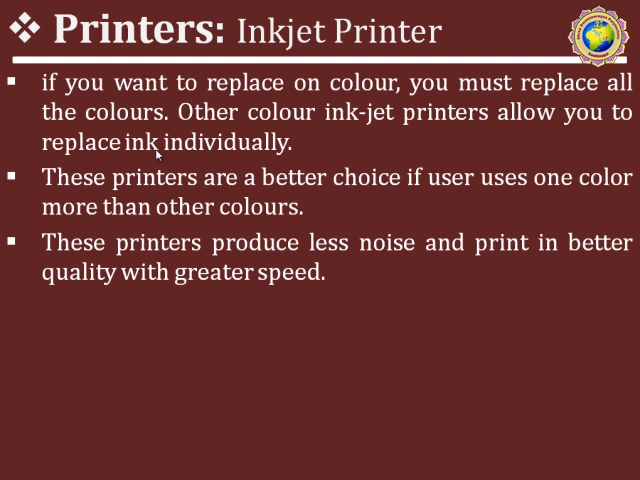 ❖ Printers: Inkjet Printer
▪ if you want to replace on colour, you must replace all
the colours. Other colour ink-jet printers allow you to
replace ink individually.
▪ These printers are a better choice if user uses one color
more than other colours.
▪ These printers produce less noise and print in better
quality with greater speed.